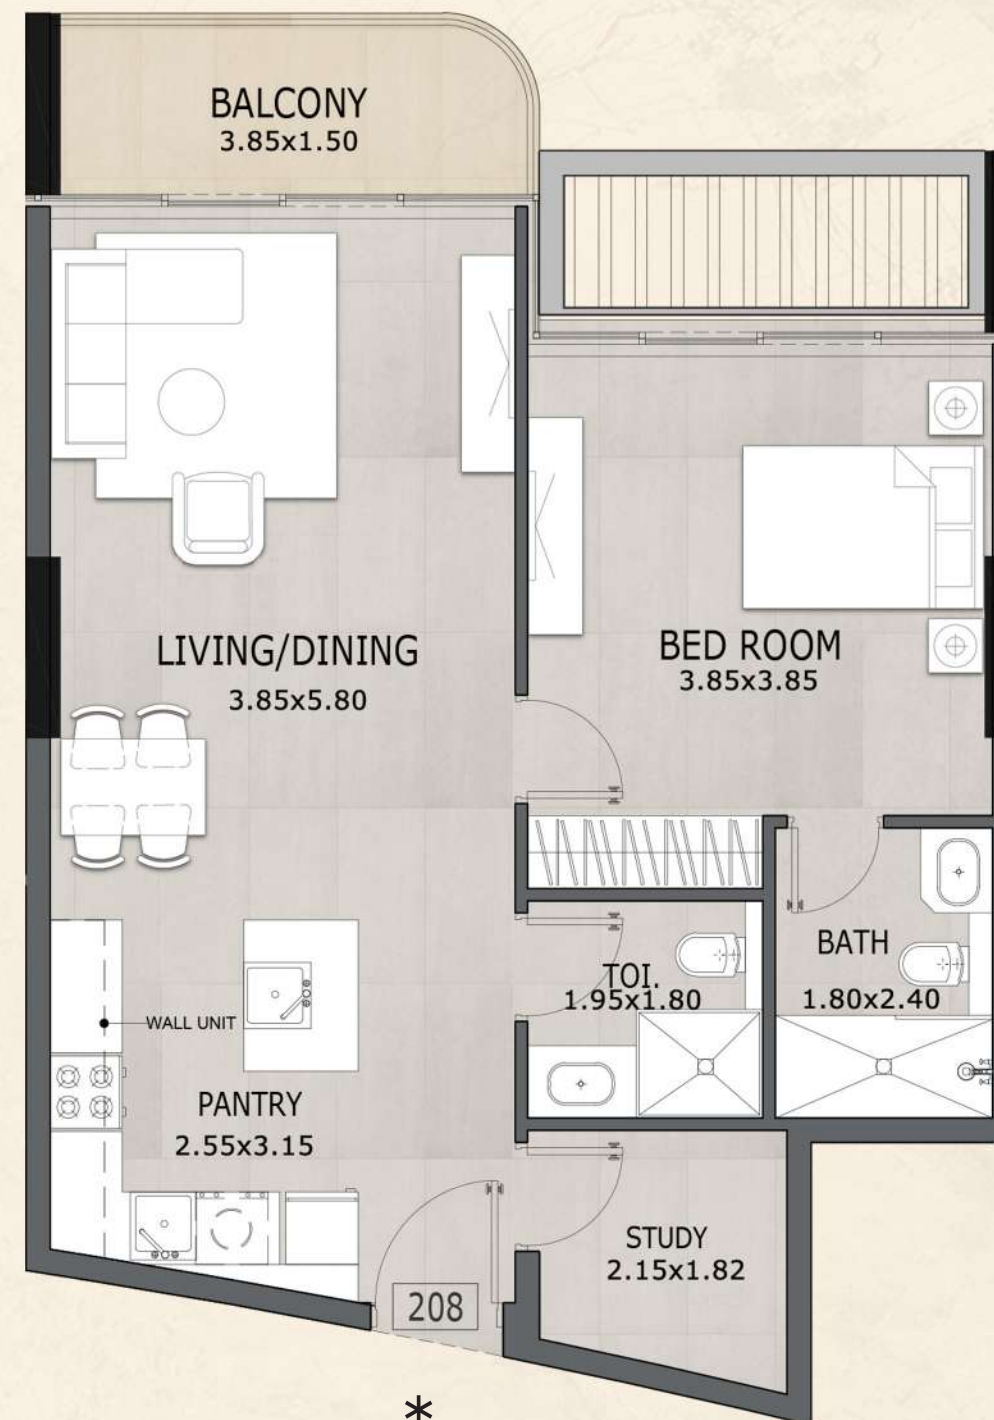 BALCONY
3.85x1.50
LIVING/DINING
3.85x5.80
BED ROOM
3.85x3.85
TOI.
1.95x1.80
BATH
1.80x2.40
WALL UNIT
PANTRY
2.55x3.15
STUDY
2.15x1.82
208
*